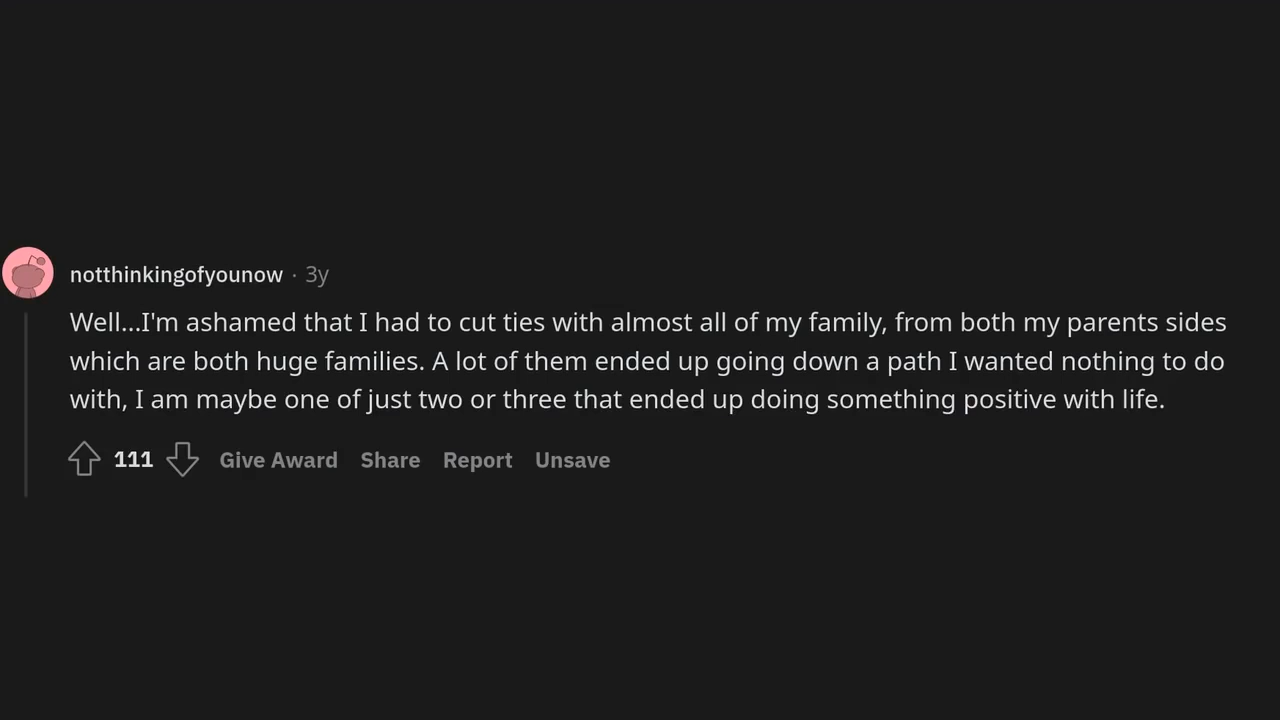 notthinkingofyounow · 3y
Well...I'm ashamed that I had to cut ties with almost all of my family, from both my parents sides
which are both huge families. A lot of them ended up going down a path I wanted nothing to do
with, I am maybe one of just two or three that ended up doing something positive with life.
111 Give Award Share Report Unsave